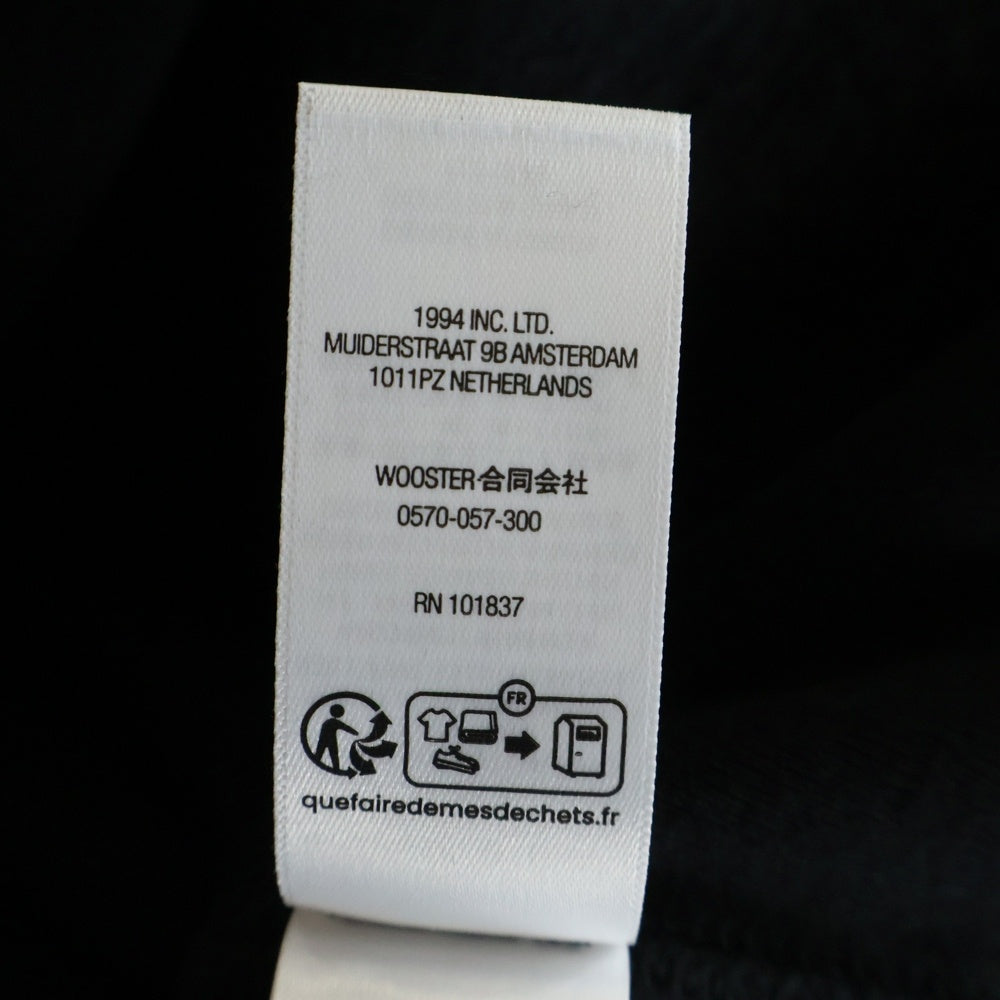 1994 INC. LTD.
MUIDERSTRAAT 9B AMSTERDAM
1011PZ NETHERLANDS
WOOSTER合同会社
0570-057-300
RN 101837
FR
quefairedemesdechets.fr